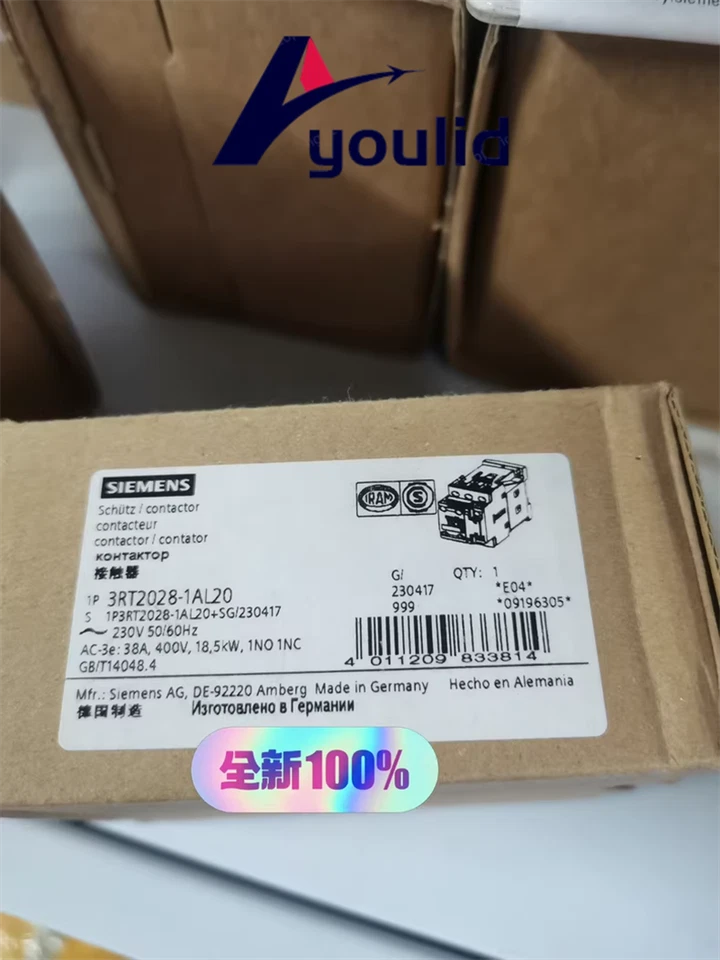 youlid
SIEMENS
Schütz / contactor
contacteur
contactor / contator
контактор
接触器
1P 3RT2028-1AL20
S 1P3RT2028-1AL20+SG/230417
230V 50/60Hz
AC-3e: 38A, 400V, 18,5kW, 1NO 1NC
GB/T14048.4
IRAM
S
G/ QTY: 1
230417 *E04*
999 *09196305*
4 011209 833814
Mfr.: Siemens AG, DE-92220 Amberg Made in Germany Hecho en Alemania
德国制造 Изготовлено в Германии
全新100%